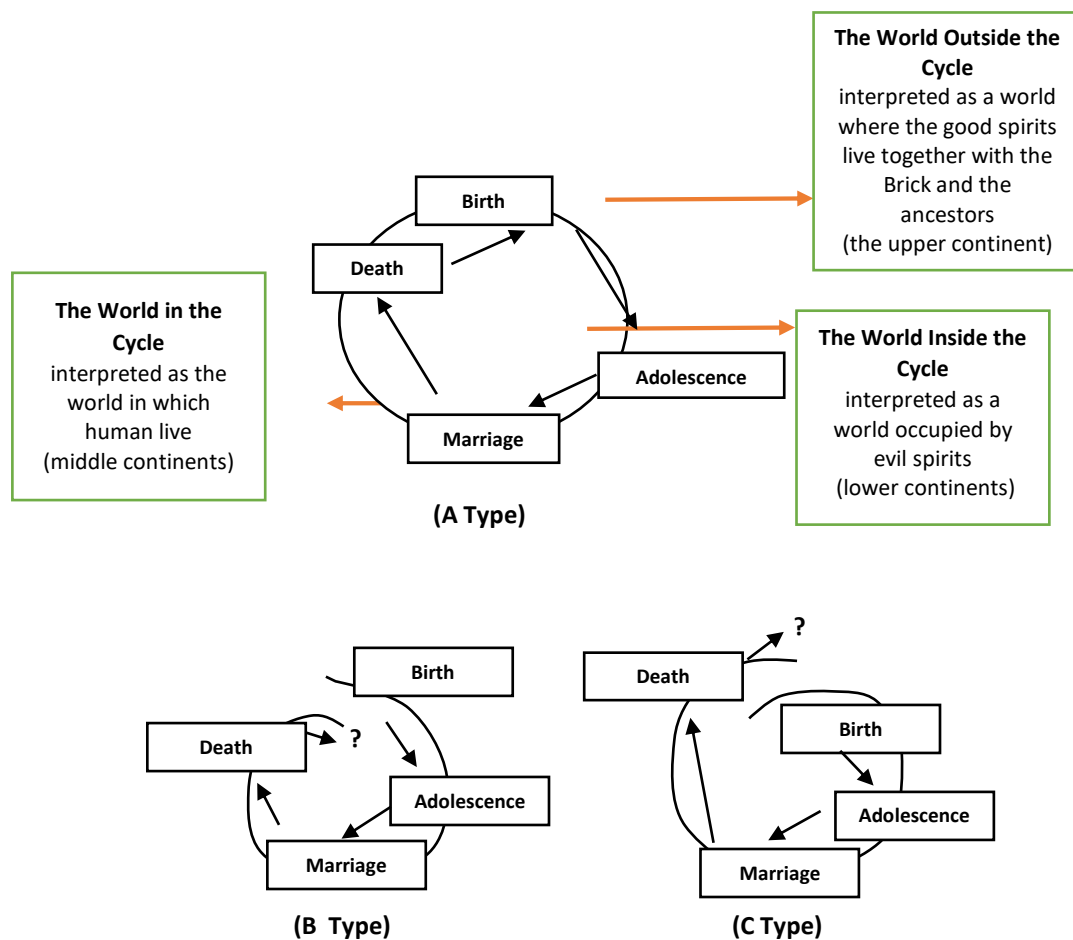 The World Outside the
Cycle
interpreted as a world
where the good spirits
live together with the
Brick and the
ancestors
(the upper continent)
Birth
Death
The World in the
Cycle
interpreted as the
world in which
human live
(middle continents)
Adolescence
Marriage
The World Inside the
Cycle
interpreted as a
world occupied by
evil spirits
(lower continents)
(A Type)
Birth
Death
?
Adolescence
Marriage
(B Type)
?
Death
Birth
Adolescence
Marriage
(C Type)